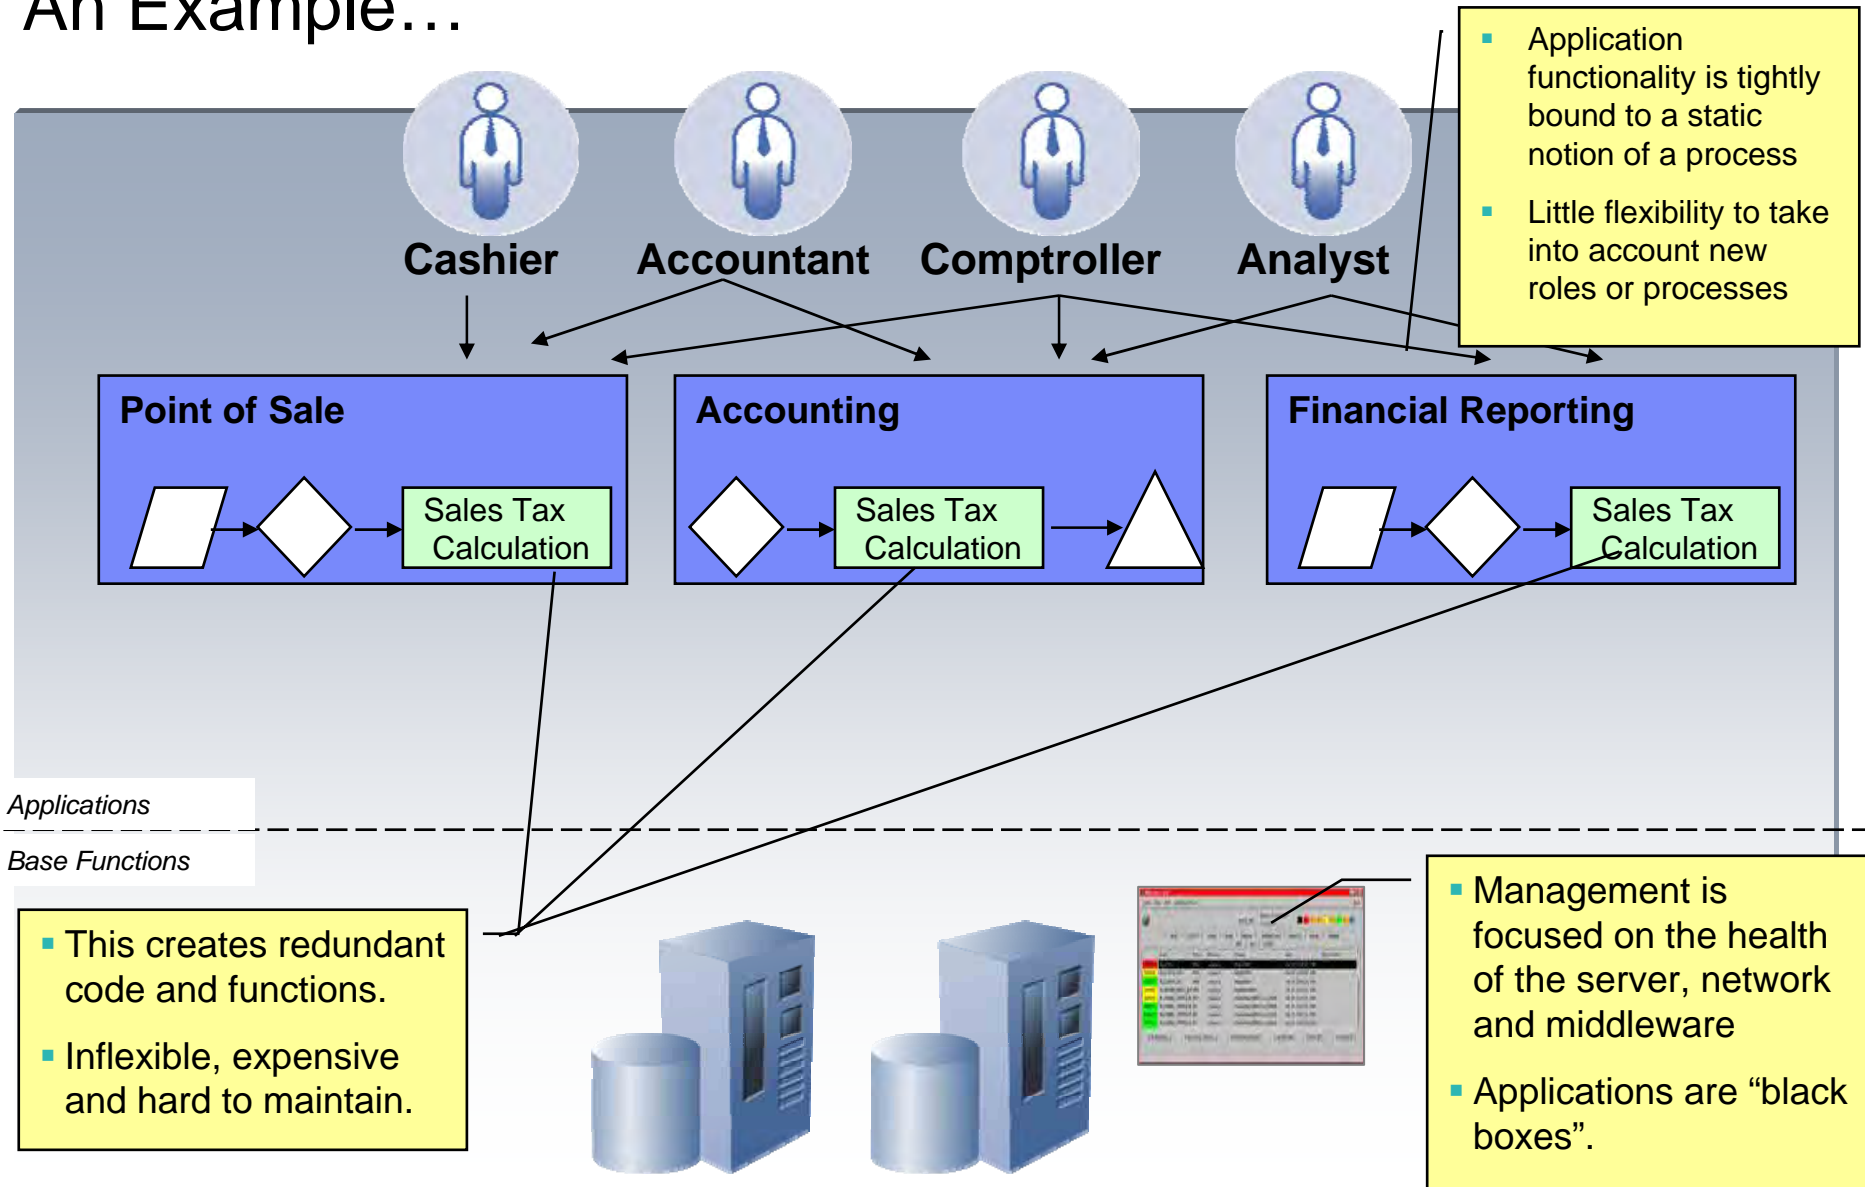 An Example…
Application
functionality is tightly
bound to a static
notion of a process
Little flexibility to take
into account new
roles or processes
Cashier
Accountant
Comptroller
Analyst
Point of Sale
Sales Tax
Calculation
Accounting
Sales Tax
Calculation
Financial Reporting
Sales Tax
Calculation
Applications
Base Functions
This creates redundant
code and functions.
Inflexible, expensive
and hard to maintain.
Management is
focused on the health
of the server, network
and middleware
Applications are “black
boxes”.